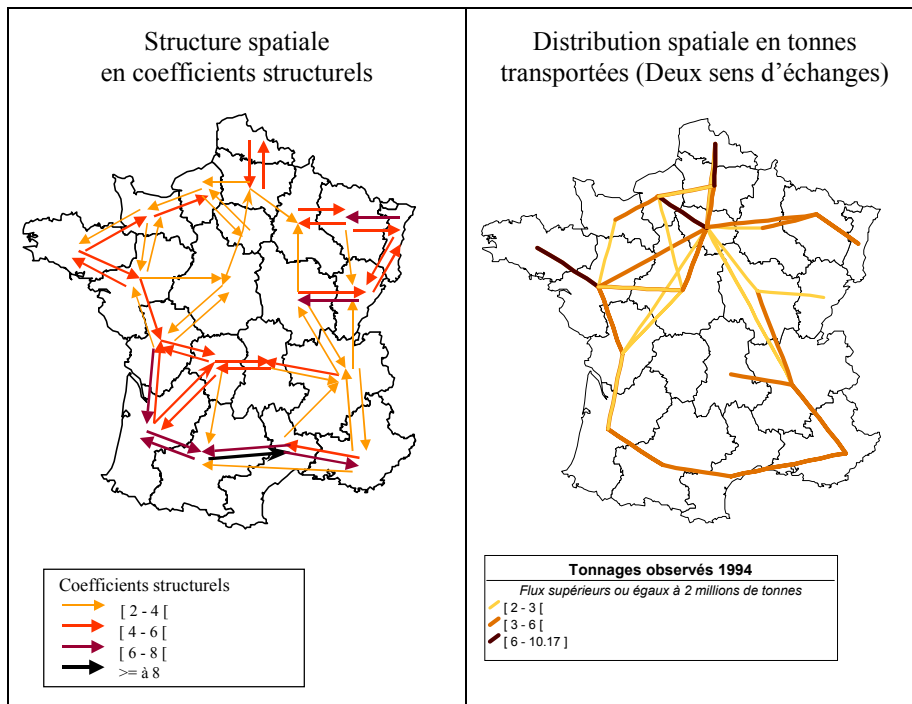 Structure spatiale
en coefficients structurels
Coefficients structurels
[ 2 - 4 [
[ 4 - 6 [
[ 6 - 8 [
>= à 8
Distribution spatiale en tonnes
transportées (Deux sens d’échanges)
Tonnages observés 1994
Flux supérieurs ou égaux à 2 millions de tonnes
[ 2 - 3 [
[ 3 - 6 [
[ 6 - 10.17 ]